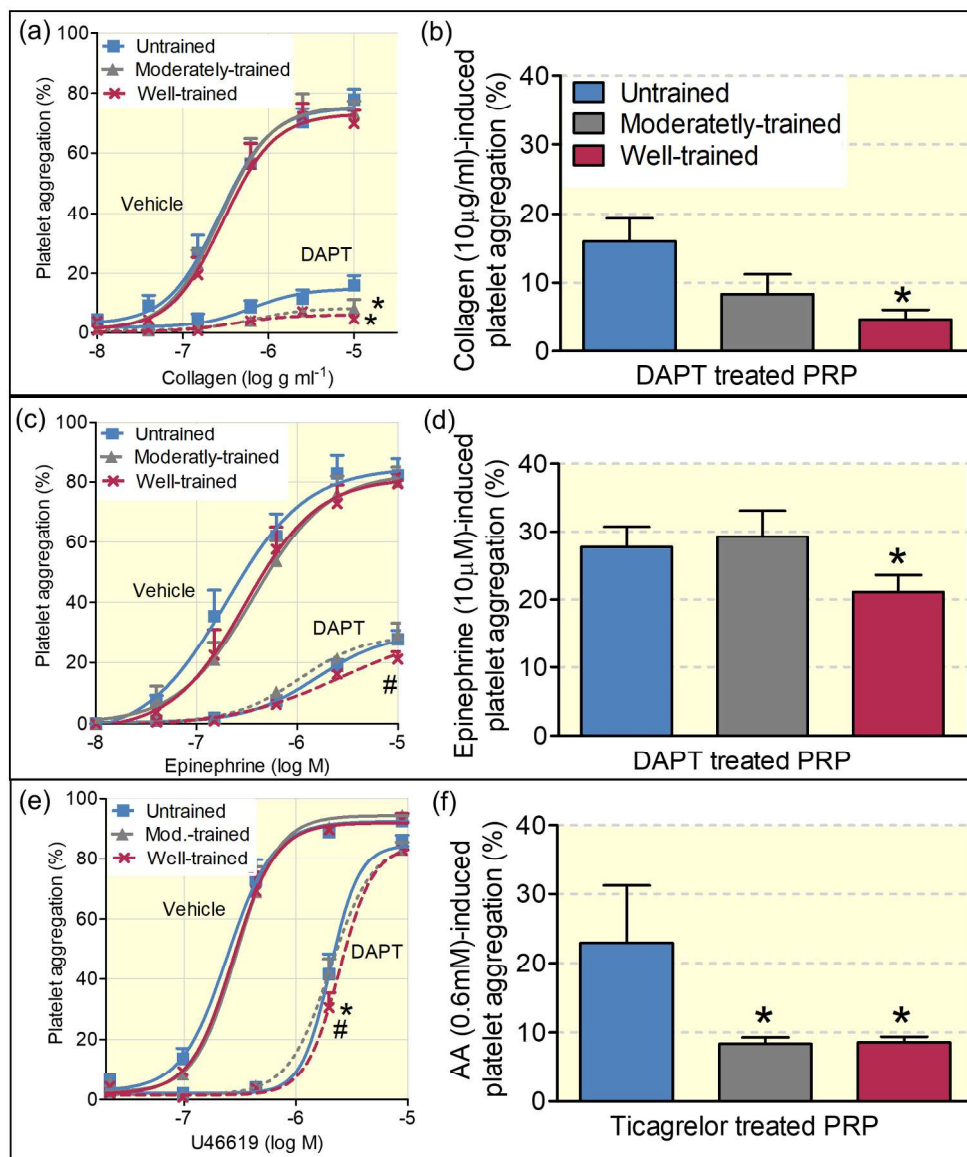 (a)
100
80
60
40
20
0
Platelet aggregation (%)
Untrained
Moderately-trained
Well-trained
Vehicle
DAPT
*
*
-8 -7 -6 -5
Collagen (log g ml⁻¹)
(b)
40
30
20
10
0
Collagen (10µg/ml)-induced
platelet aggregation (%)
Untrained
Moderatetly-trained
Well-trained
*
DAPT treated PRP
(c)
100
80
60
40
20
0
Platelet aggregation (%)
Untrained
Moderatly-trained
Well-trained
Vehicle
DAPT
#
-8 -7 -6 -5
Epinephrine (log M)
(d)
40
30
20
10
0
Epinephrine (10µM)-induced
platelet aggregation (%)
*
DAPT treated PRP
(e)
100
80
60
40
20
0
Platelet aggregation (%)
Untrained
Mod.-trained
Well-trained
Vehicle
DAPT
*
#
-7 -6 -5
U46619 (log M)
(f)
40
30
20
10
0
AA (0.6mM)-induced
platelet aggregation (%)
* *
Ticagrelor treated PRP